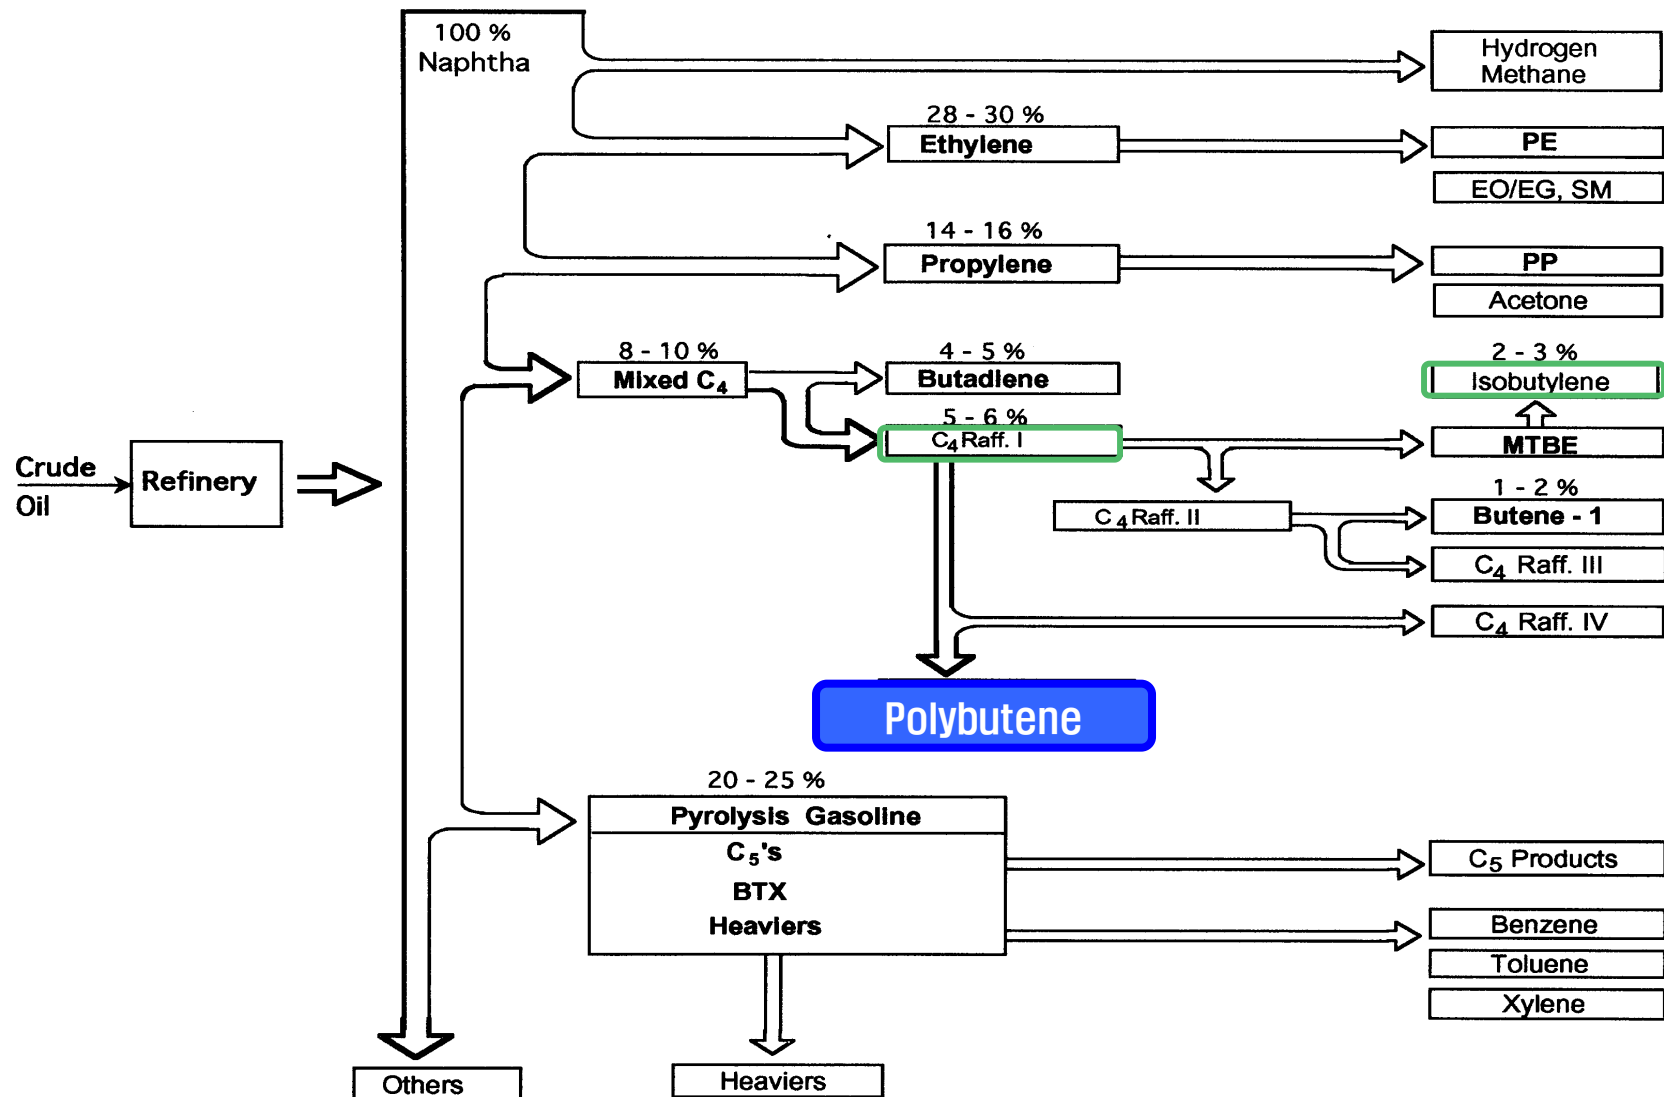 100 %
Naphtha
Hydrogen
Methane
28 - 30 %
Ethylene
PE
EO/EG, SM
14 - 16 %
Propylene
PP
Acetone
8 - 10 %
Mixed C₄
4 - 5 %
Butadiene
2 - 3 %
Isobutylene
5 - 6 %
C₄ Raff. I
MTBE
Crude
Oil
Refinery
C₄ Raff. II
1 - 2 %
Butene - 1
C₄ Raff. III
C₄ Raff. IV
Polybutene
20 - 25 %
Pyrolysis Gasoline
C₅'s
BTX
Heaviers
C₅ Products
Benzene
Toluene
Xylene
Others
Heaviers